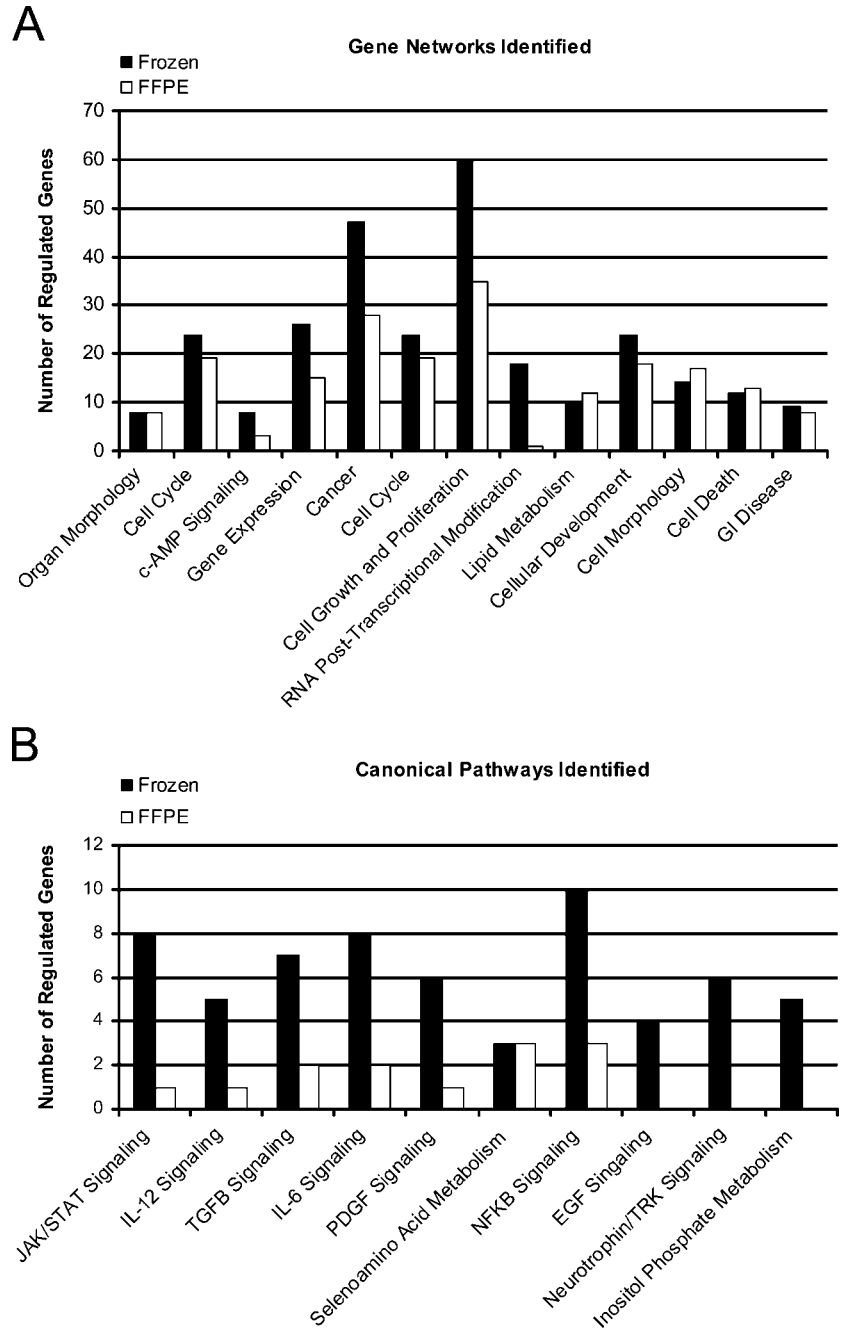 A
Gene Networks Identified
Frozen
FFPE
Number of Regulated Genes
70
60
50
40
30
20
10
0
Organ Morphology
Cell Cycle
c-AMP Signaling
Gene Expression
Cancer
Cell Cycle
Cell Growth and Proliferation
RNA Post-Transcriptional Modification
Lipid Metabolism
Cellular Development
Cell Morphology
Cell Death
GI Disease
B
Canonical Pathways Identified
Frozen
FFPE
Number of Regulated Genes
12
10
8
6
4
2
0
JAK/STAT Signaling
IL-12 Signaling
TGFB Signaling
IL-6 Signaling
PDGF Signaling
Selenoamino Acid Metabolism
NFKB Signaling
EGF Singaling
Neurotrophin/TRK Signaling
Inositol Phosphate Metabolism